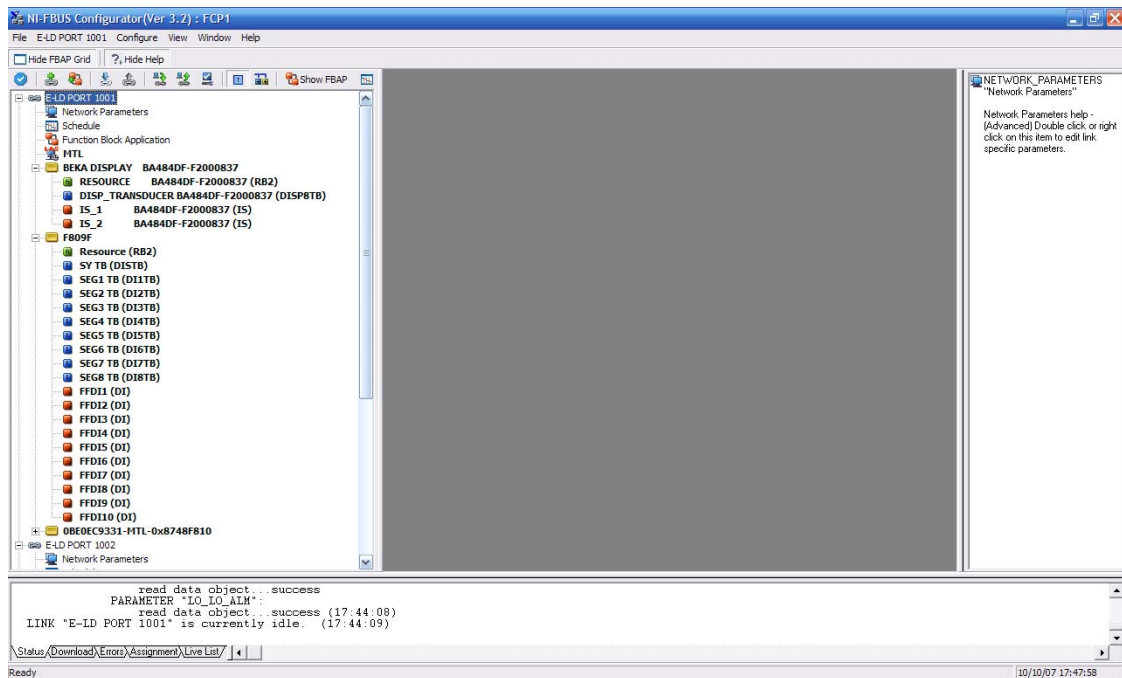 NI-FBUS Configurator(Ver 3.2) : FCP1
File E-LD PORT 1001 Configure View Window Help
Hide FBAP Grid ?, Hide Help
Show FBAP
E-LD PORT 1001
Network Parameters
Schedule
Function Block Application
MTL
BEKA DISPLAY BA484DF-F2000837
RESOURCE BA484DF-F2000837 (RB2)
DISP_TRANSDUCER BA484DF-F2000837 (DISP8TB)
IS_1 BA484DF-F2000837 (IS)
IS_2 BA484DF-F2000837 (IS)
F809F
Resource (RB2)
SY TB (DISTB)
SEG1 TB (DI1TB)
SEG2 TB (DI2TB)
SEG3 TB (DI3TB)
SEG4 TB (DI4TB)
SEG5 TB (DI5TB)
SEG6 TB (DI6TB)
SEG7 TB (DI7TB)
SEG8 TB (DI8TB)
FFDI1 (DI)
FFDI2 (DI)
FFDI3 (DI)
FFDI4 (DI)
FFDI5 (DI)
FFDI6 (DI)
FFDI7 (DI)
FFDI8 (DI)
FFDI9 (DI)
FFDI10 (DI)
0BE0EC9331-MTL-0x8748F810
E-LD PORT 1002
Network Parameters
NETWORK_PARAMETERS
"Network Parameters"
Network Parameters help -
(Advanced) Double click or right
click on this item to edit link
specific parameters.
read data object...success
PARAMETER "LO_LO_ALM":
read data object...success (17:44:08)
LINK "E-LD PORT 1001" is currently idle. (17:44:09)
Status Download Errors Assignment Live List
Ready 10/10/07 17:47:58